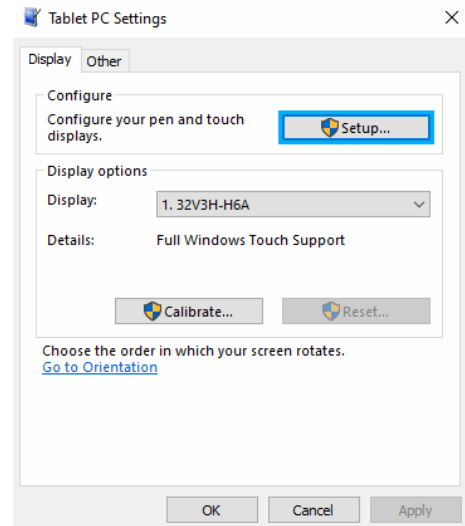 Tablet PC Settings
Display Other
Configure
Configure your pen and touch
displays.
Setup...
Display options
Display: 1. 32V3H-H6A
Details: Full Windows Touch Support
Calibrate... Reset...
Choose the order in which your screen rotates.
Go to Orientation
OK Cancel Apply